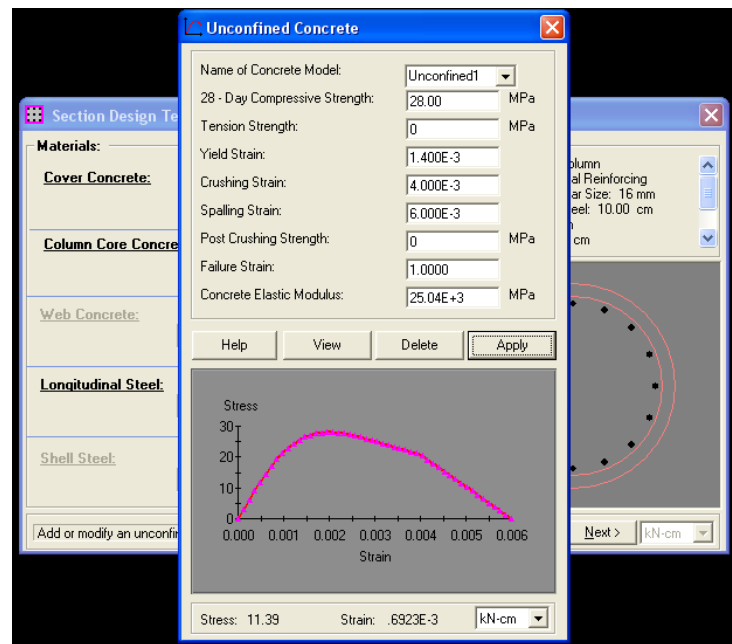 Unconfined Concrete
Name of Concrete Model: Unconfined1
28 - Day Compressive Strength: 28.00 MPa
Tension Strength: 0 MPa
Yield Strain: 1.400E-3
Crushing Strain: 4.000E-3
Spalling Strain: 6.000E-3
Post Crushing Strength: 0 MPa
Failure Strain: 1.0000
Concrete Elastic Modulus: 25.04E+3 MPa
Help View Delete Apply
Stress
30
20
10
0
0.000 0.001 0.002 0.003 0.004 0.005 0.006
Strain
Stress: 11.39 Strain: .6923E-3 kN-cm
Section Design Te
Materials:
Cover Concrete:
Column Core Concre
Web Concrete:
Longitudinal Steel:
Shell Steel:
Add or modify an unconfin
al Reinforcing
ar Size: 16 mm
eel: 10.00 cm
cm
Next > kN-cm